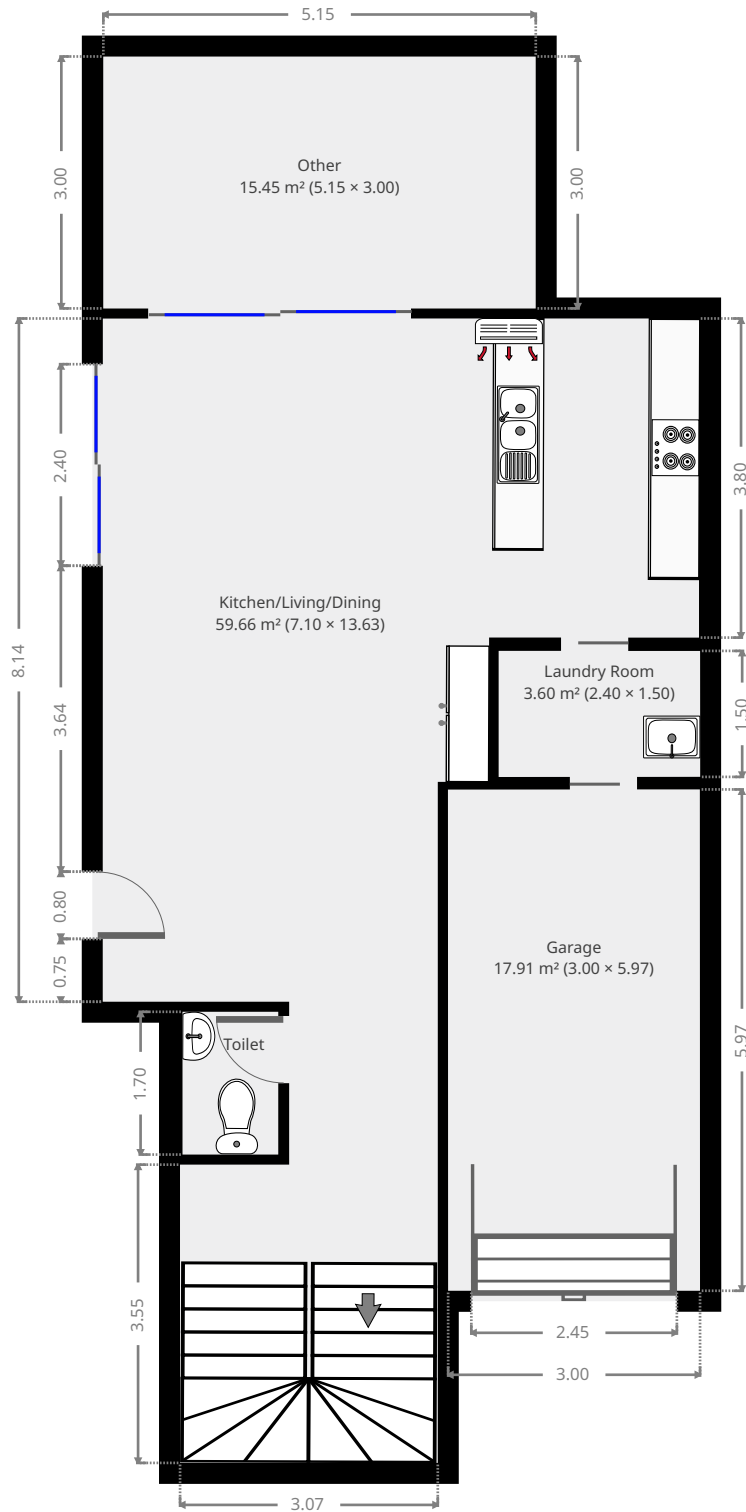 5.15
3.00
3.00
Other
15.45 m² (5.15 × 3.00)
8.14
2.40
3.80
Kitchen/Living/Dining
59.66 m² (7.10 × 13.63)
3.64
Laundry Room
3.60 m² (2.40 × 1.50)
1.50
0.80
0.75
Garage
17.91 m² (3.00 × 5.97)
5.97
Toilet
1.70
3.55
2.45
3.00
3.07